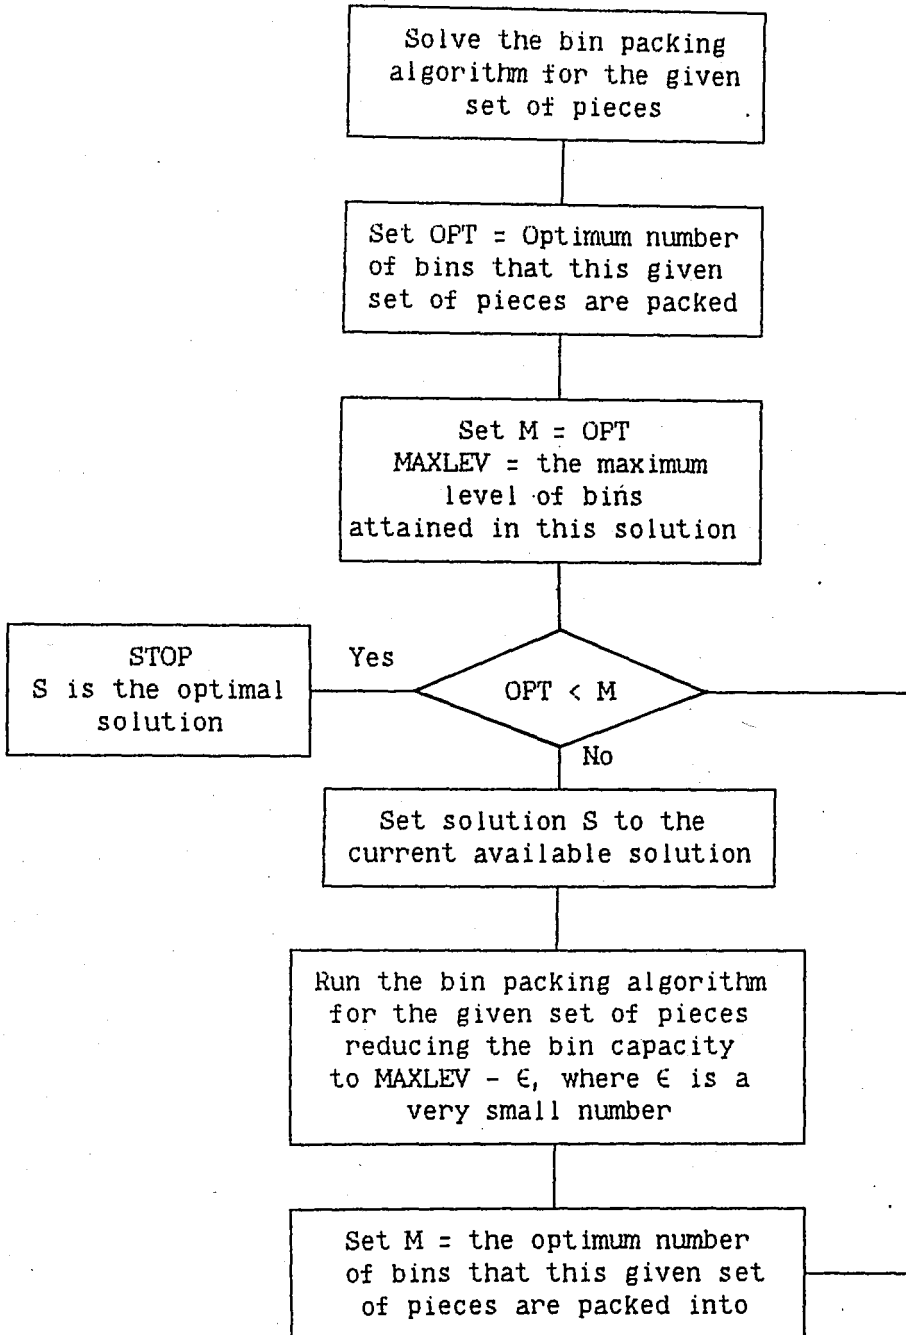 Solve the bin packing
algorithm for the given
set of pieces
Set OPT = Optimum number
of bins that this given
set of pieces are packed
Set M = OPT
MAXLEV = the maximum
level of bins
attained in this solution
STOP
S is the optimal
solution
Yes
OPT < M
No
Set solution S to the
current available solution
Run the bin packing algorithm
for the given set of pieces
reducing the bin capacity
to MAXLEV - ϵ, where ϵ is a
very small number
Set M = the optimum number
of bins that this given set
of pieces are packed into